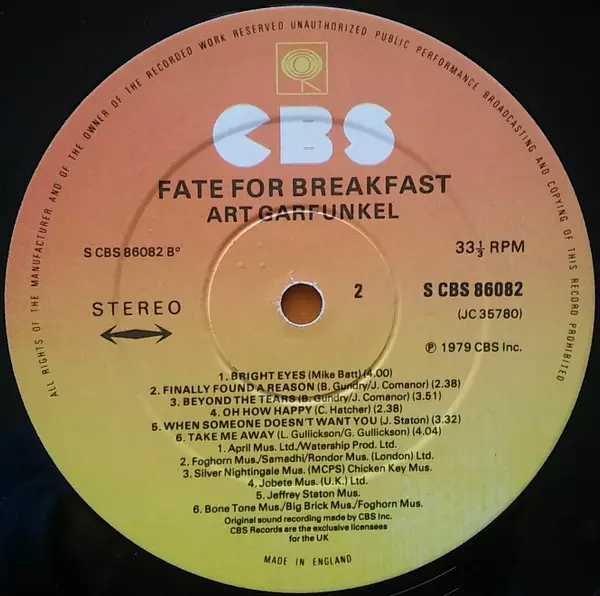 ALL RIGHTS OF THE MANUFACTURER AND OF THE OWNER OF THE RECORDED WORK RESERVED UNAUTHORIZED PUBLIC PERFORMANCE BROADCASTING AND COPYING OF THIS RECORD PROHIBITED
CBS
FATE FOR BREAKFAST
ART GARFUNKEL
S CBS 86082 B° 33⅓ RPM
STEREO 2 S CBS 86082
(JC 35780)
℗ 1979 CBS Inc.
1. BRIGHT EYES (Mike Batt) (4.00)
2. FINALLY FOUND A REASON (B. Gundry/J. Comanor) (2.38)
3. BEYOND THE TEARS (B. Gundry/J. Comanor) (3.51)
4. OH HOW HAPPY (C. Hatcher) (2.38)
5. WHEN SOMEONE DOESN'T WANT YOU (J. Staton) (3.32)
6. TAKE ME AWAY (L. Gullickson/G. Gullickson) (4.04)
1. April Mus. Ltd./Watership Prod. Ltd.
2. Foghorn Mus./Samadhi/Rondor Mus. (London) Ltd.
3. Silver Nightingale Mus. (MCPS) Chicken Key Mus.
4. Jobete Mus. (U.K.) Ltd.
5. Jeffrey Staton Mus.
6. Bone Tone Mus./Big Brick Mus./Foghorn Mus.
Original sound recording made by CBS Inc.
CBS Records are the exclusive licensees
for the UK
MADE IN ENGLAND